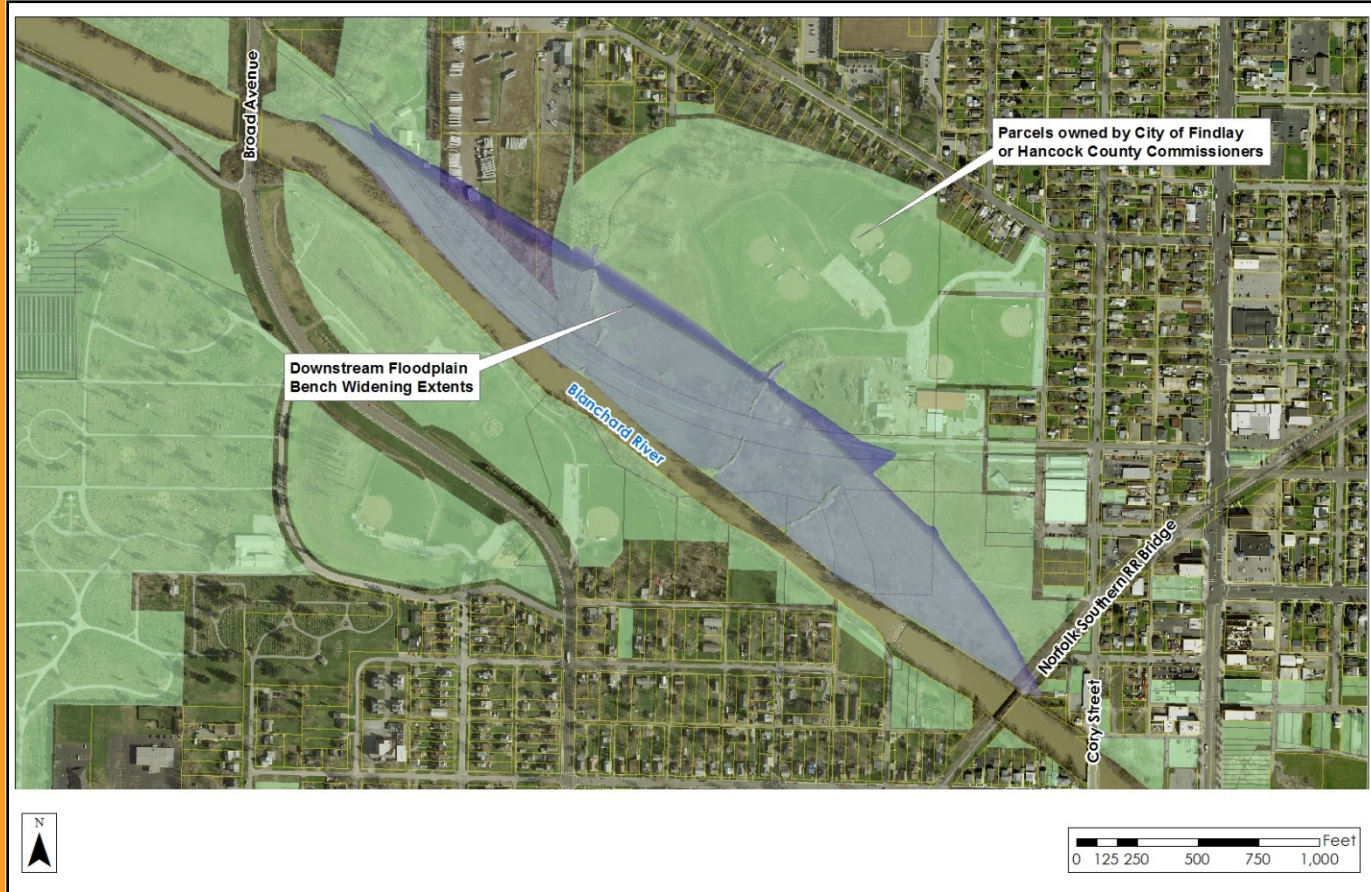 Broad Avenue
Parcels owned by City of Findlay
or Hancock County Commissioners
Downstream Floodplain
Bench Widening Extents
Blanchard River
Norfolk Southern RR Bridge
Cory Street
N
Feet
0 125 250 500 750 1,000